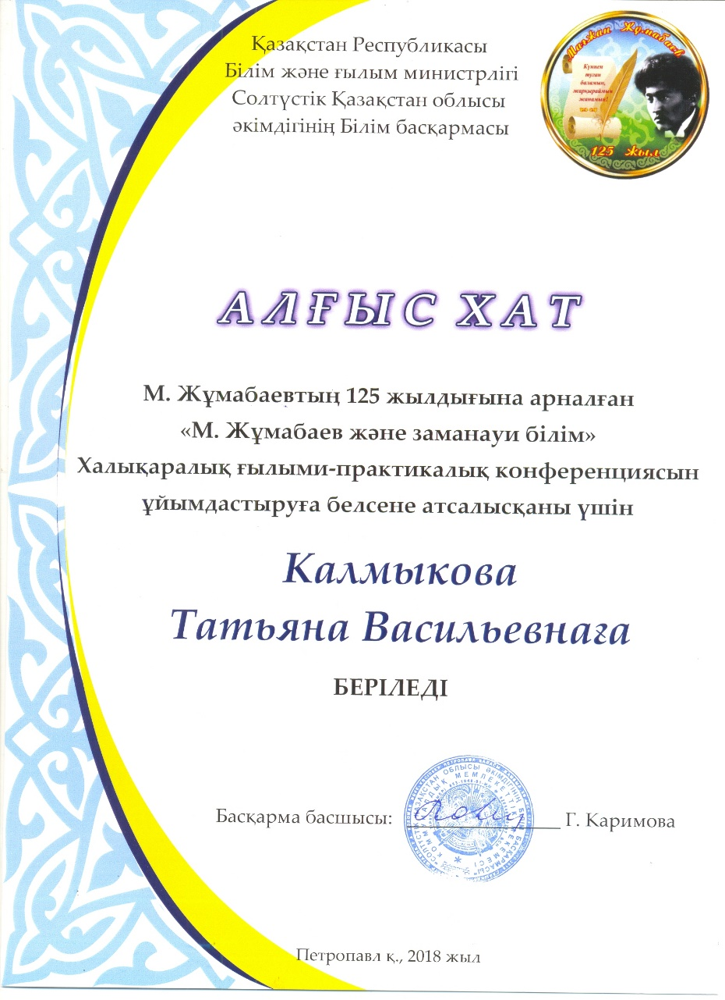 Қазақстан Республикасы
Білім және ғылым министрлігі
Солтүстік Қазақстан облысы
әкімдігінің Білім басқармасы
Мағжан Жұмабаев
Күннен
туған
баламын,
жарқыраймын
жанамын!
125 жыл
АЛҒЫС ХАТ
М. Жұмабаевтың 125 жылдығына арналған
«М. Жұмабаев және заманауи білім»
Халықаралық ғылыми-практикалық конференциясын
ұйымдастыруға белсене атсалысқаны үшін
Калмыкова
Татьяна Васильевнаға
БЕРІЛЕДІ
Басқарма басшысы: Г. Каримова
Петропавл қ., 2018 жыл